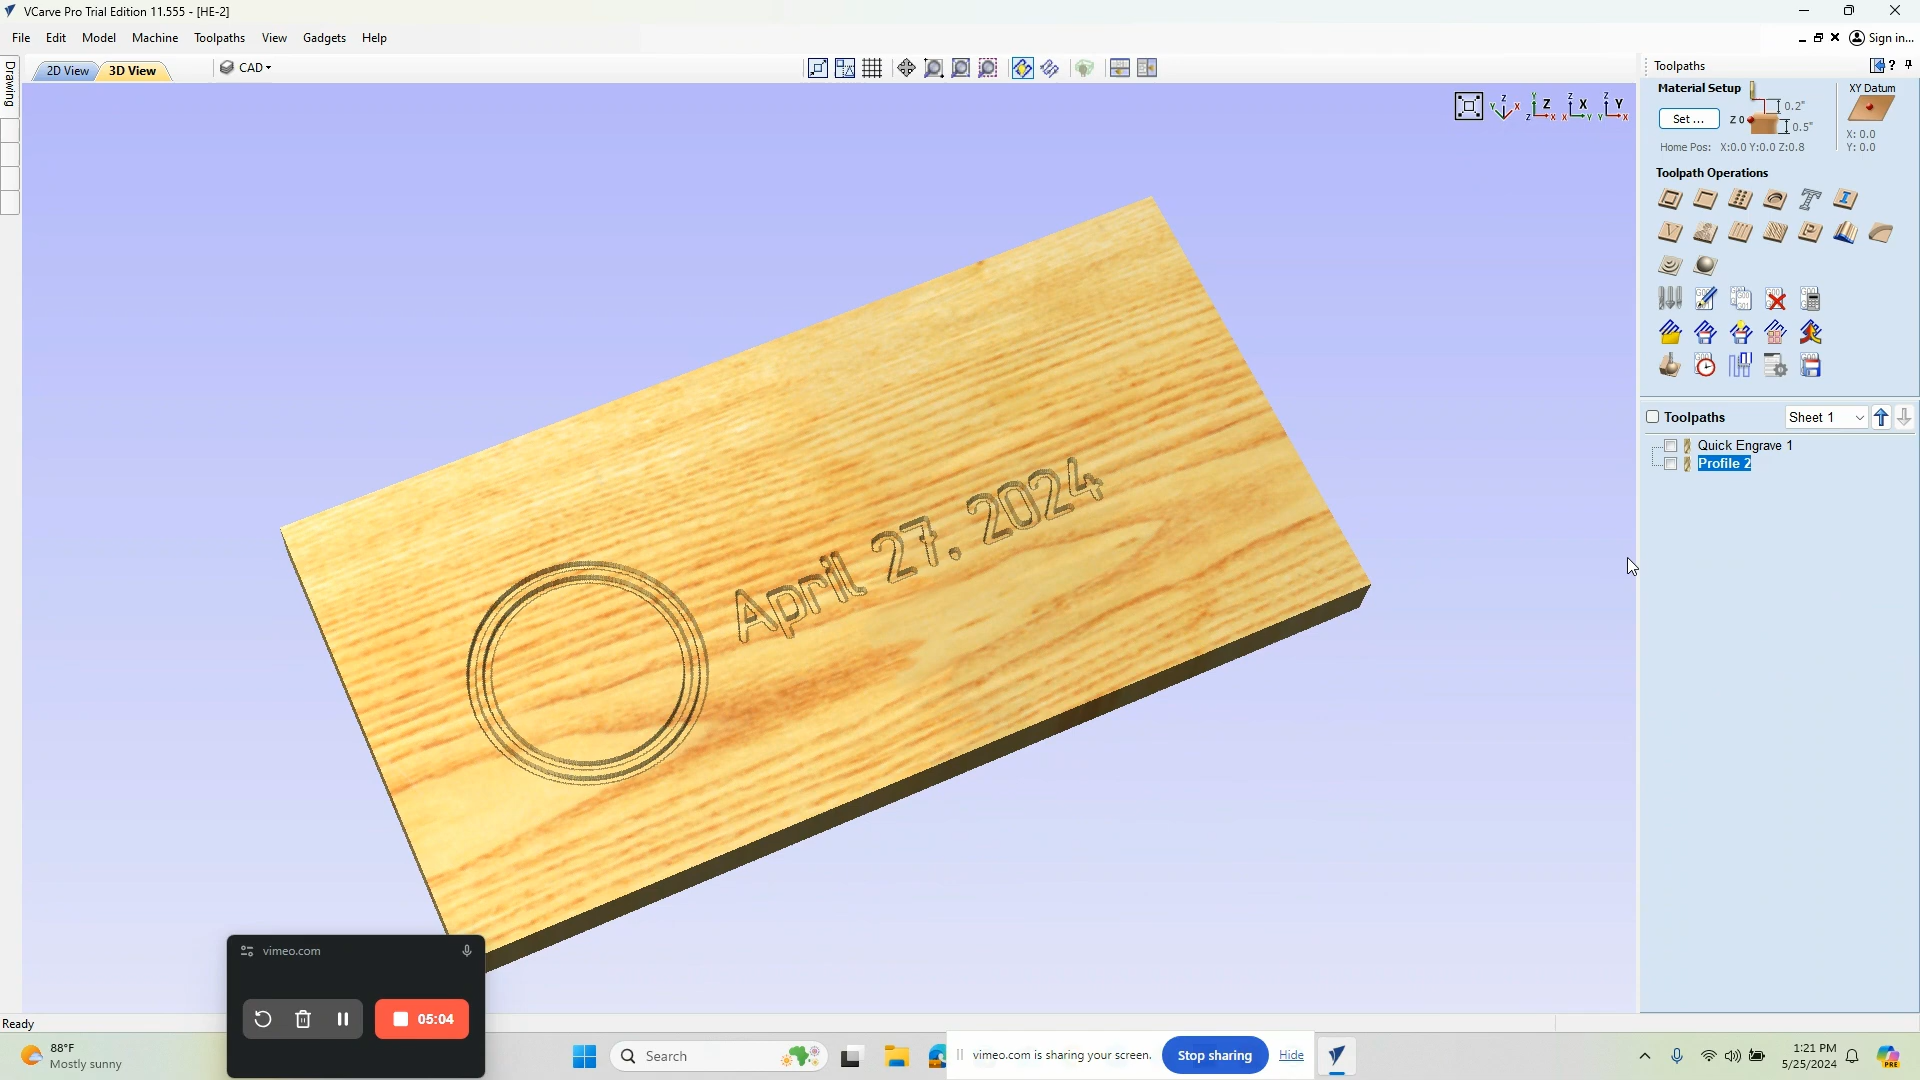 VCarve Pro Trial Edition 11.555 - [HE-2]
File Edit Model Machine Toolpaths View Gadgets Help
Sign in...
Drawing
2D View 3D View CAD
Toolpaths
Material Setup
Set ...
Z 0
0.2"
0.5"
Home Pos: X:0.0 Y:0.0 Z:0.8
XY Datum
X: 0.0
Y: 0.0
Toolpath Operations
Toolpaths Sheet 1
Quick Engrave 1
Profile 2
April 27. 2024
vimeo.com
05:04
Ready
88°F
Mostly sunny
Search
vimeo.com is sharing your screen. Stop sharing Hide
1:21 PM
5/25/2024